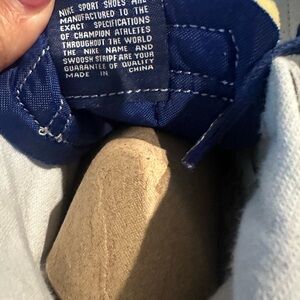 NIKE SPORT SHOES ARE
MANUFACTURED TO THE
EXACT SPECIFICATIONS
OF CHAMPION ATHLETES
THROUGHOUT THE WORLD
THE NIKE NAME AND
SWOOSH STRIPE ARE YOUR
GUARANTEE OF QUALITY
MADE IN CHINA